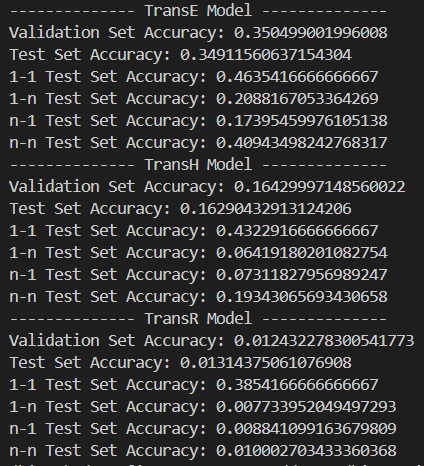 -------------- TransE Model --------------
Validation Set Accuracy: 0.350499001996008
Test Set Accuracy: 0.34911560637154304
1-1 Test Set Accuracy: 0.4635416666666667
1-n Test Set Accuracy: 0.2088167053364269
n-1 Test Set Accuracy: 0.17395459976105138
n-n Test Set Accuracy: 0.40943498242768317
-------------- TransH Model --------------
Validation Set Accuracy: 0.16429997148560022
Test Set Accuracy: 0.16290432913124206
1-1 Test Set Accuracy: 0.4322916666666667
1-n Test Set Accuracy: 0.06419180201082754
n-1 Test Set Accuracy: 0.07311827956989247
n-n Test Set Accuracy: 0.19343065693430658
-------------- TransR Model --------------
Validation Set Accuracy: 0.012432278300541773
Test Set Accuracy: 0.01314375061076908
1-1 Test Set Accuracy: 0.3854166666666667
1-n Test Set Accuracy: 0.007733952049497293
n-1 Test Set Accuracy: 0.008841099163679809
n-n Test Set Accuracy: 0.010002703433360368